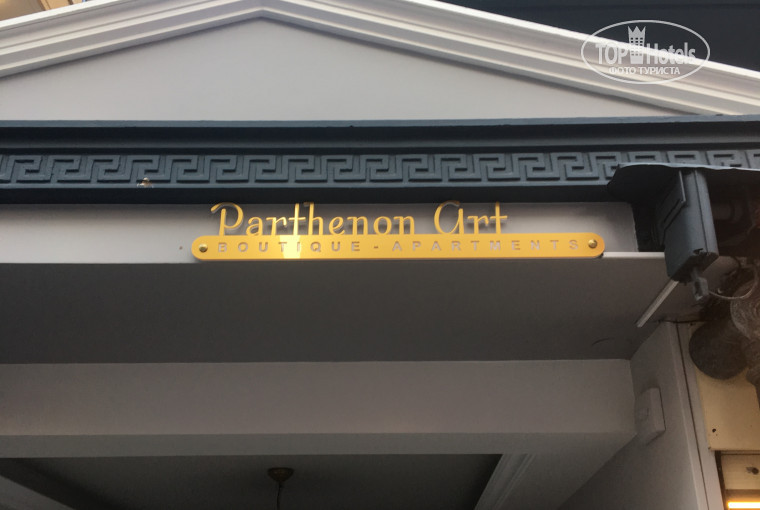 TOP Hotels
ФОТО ТУРИСТА
Parthenon Art
BOUTIQUE - APARTMENTS